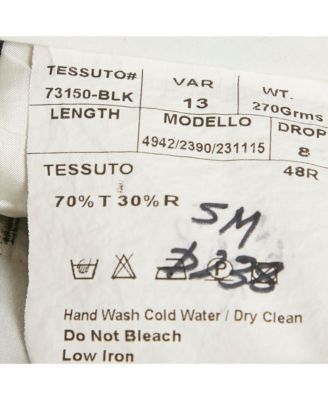 TESSUTO# VAR WT.
73150-BLK 13 270Grms
LENGTH MODELLO DROP
4942/2390/231115 8
TESSUTO 48R
70% T 30% R
SM
Hand Wash Cold Water / Dry Clean
Do Not Bleach
Low Iron